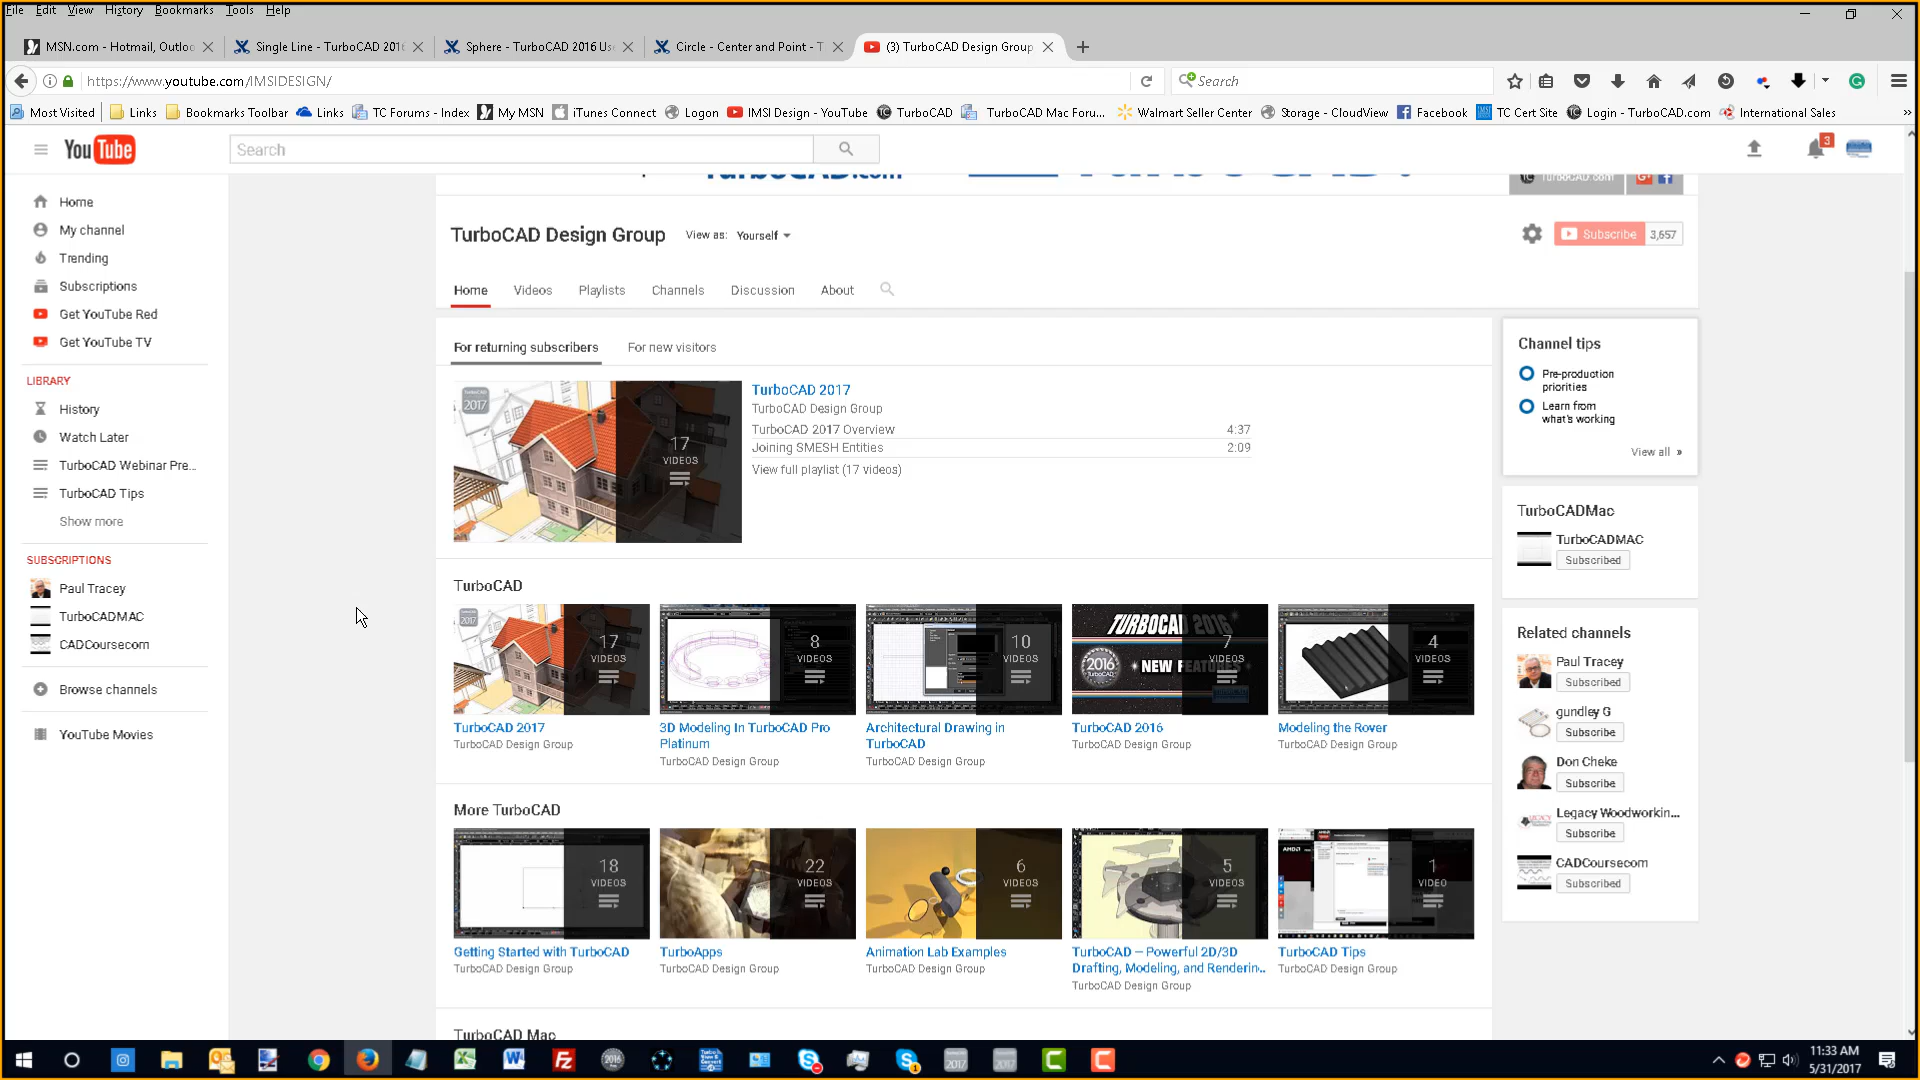 File Edit View History Bookmarks Tools Help
MSN.com - Hotmail, Outloo
Single Line - TurboCAD 201
Sphere - TurboCAD 2016 Us
Circle - Center and Point - T
(3) TurboCAD Design Group
https://www.youtube.com/IMSIDESIGN/
Search
Most Visited Links Bookmarks Toolbar Links TC Forums - Index My MSN iTunes Connect Logon IMSI Design - YouTube TurboCAD TurboCAD Mac Foru... Walmart Seller Center Storage - CloudView Facebook TC Cert Site Login - TurboCAD.com International Sales
YouTube
Search
3
TurboCAD.com
Home
My channel
Trending
Subscriptions
Get YouTube Red
Get YouTube TV
LIBRARY
History
Watch Later
TurboCAD Webinar Pre...
TurboCAD Tips
Show more
SUBSCRIPTIONS
Paul Tracey
TurboCADMAC
CADCoursecom
Browse channels
YouTube Movies
TurboCAD Design Group View as: Yourself
Subscribe 3,657
Home Videos Playlists Channels Discussion About
For returning subscribers For new visitors
2017
17
VIDEOS
TurboCAD 2017
TurboCAD Design Group
TurboCAD 2017 Overview 4:37
Joining SMESH Entities 2:09
View full playlist (17 videos)
TurboCAD
2017
17
VIDEOS
8
VIDEOS
10
VIDEOS
TURBOCAD 2016
2016
NEW FEATURES
7
VIDEOS
4
VIDEOS
TurboCAD 2017
TurboCAD Design Group
3D Modeling In TurboCAD Pro
Platinum
TurboCAD Design Group
Architectural Drawing in
TurboCAD
TurboCAD Design Group
TurboCAD 2016
TurboCAD Design Group
Modeling the Rover
TurboCAD Design Group
More TurboCAD
18
VIDEOS
22
VIDEOS
6
VIDEOS
5
VIDEOS
AMD
1
VIDEO
Getting Started with TurboCAD
TurboCAD Design Group
TurboApps
TurboCAD Design Group
Animation Lab Examples
TurboCAD Design Group
TurboCAD – Powerful 2D/3D
Drafting, Modeling, and Renderin..
TurboCAD Design Group
TurboCAD Tips
TurboCAD Design Group
TurboCAD Mac
Channel tips
Pre-production
priorities
Learn from
what's working
View all »
TurboCADMac
TurboCADMAC
Subscribed
Related channels
Paul Tracey
Subscribed
gundley G
Subscribe
Don Cheke
Subscribe
Legacy Woodworkin...
Subscribe
CADCoursecom
Subscribed
11:33 AM
5/31/2017